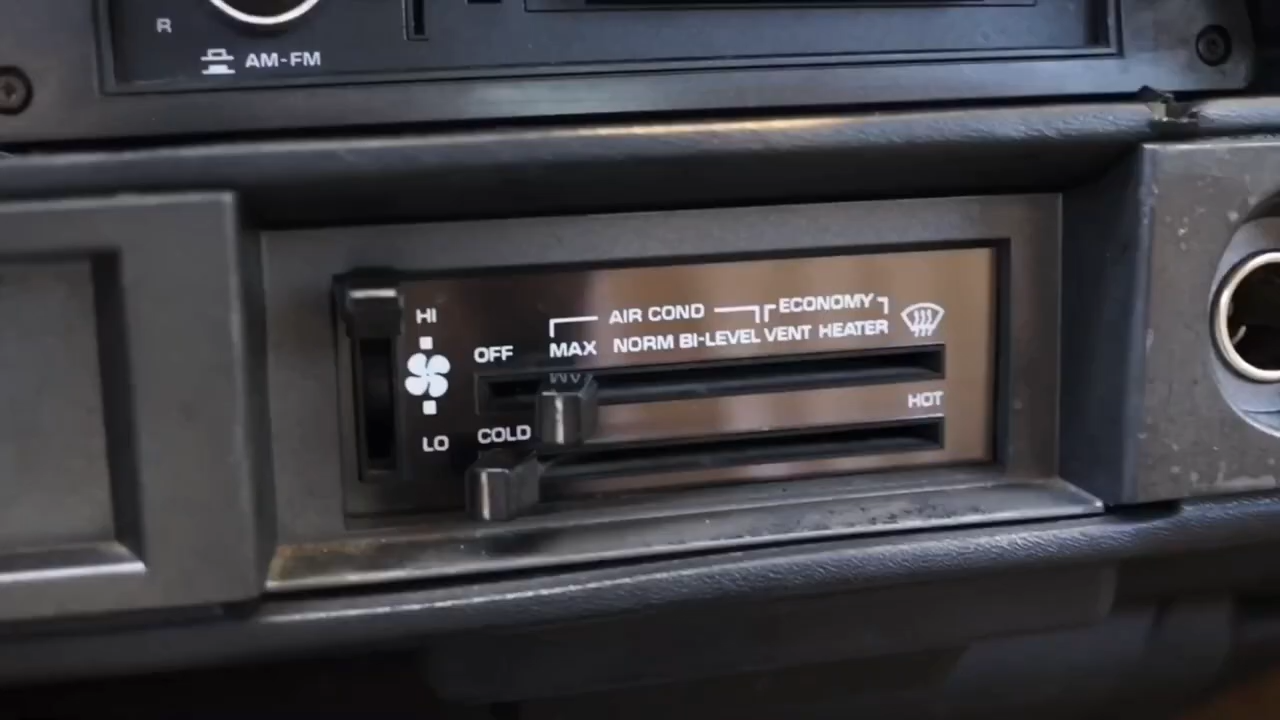 R
AM-FM
HI
AIR COND
ECONOMY
OFF
MAX NORM BI-LEVEL VENT HEATER
HOT
LO
COLD